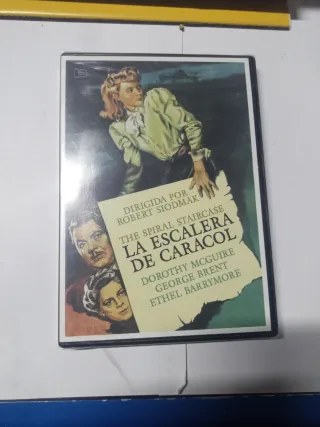 DIRIGIDA POR
ROBERT SIODMAK
THE SPIRAL STAIRCASE
LA ESCALERA
DE CARACOL
DOROTHY MCGUIRE
GEORGE BRENT
ETHEL BARRYMORE